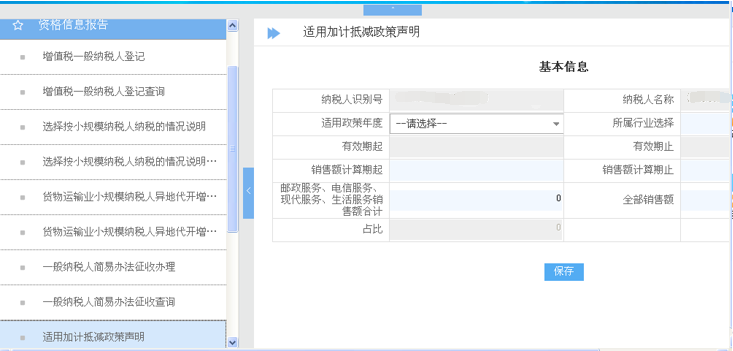 资格信息报告
增值税一般纳税人登记
增值税一般纳税人登记查询
选择按小规模纳税人纳税的情况说明
选择按小规模纳税人纳税的情况说明…
货物运输业小规模纳税人异地代开增…
货物运输业小规模纳税人异地代开增…
一般纳税人简易办法征收办理
一般纳税人简易办法征收查询
适用加计抵减政策声明
适用加计抵减政策声明
基本信息
纳税人识别号 纳税人名称
适用政策年度 --请选择-- 所属行业选择
有效期起 有效期止
销售额计算期起 销售额计算期止
邮政服务、电信服务、
现代服务、生活服务销
售额合计 0 全部销售额
占比 0
保存